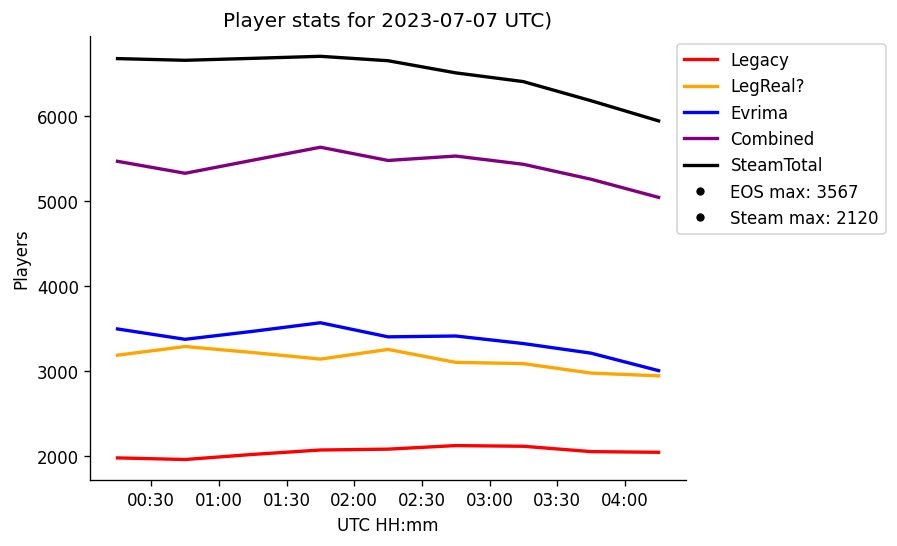 Player stats for 2023-07-07 UTC)
Legacy
LegReal?
Evrima
Combined
SteamTotal
EOS max: 3567
Steam max: 2120
Players
6000
5000
4000
3000
2000
00:30 01:00 01:30 02:00 02:30 03:00 03:30 04:00
UTC HH:mm